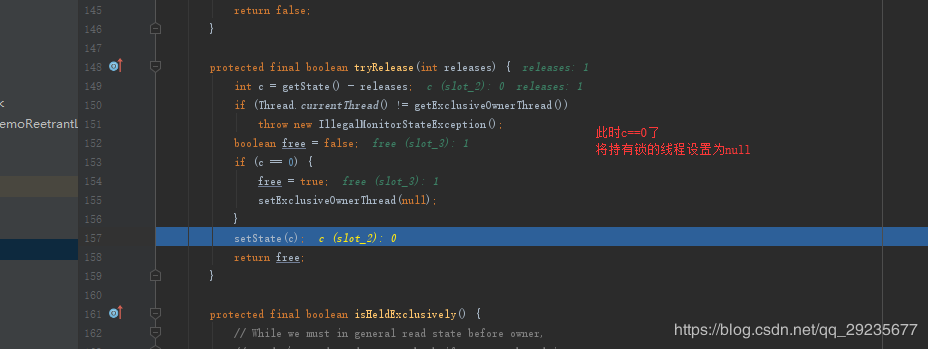 k
emoReetrantL
145 return false;
146 }
147
148 protected final boolean tryRelease(int releases) { releases: 1
149 int c = getState() - releases; c (slot_2): 0 releases: 1
150 if (Thread.currentThread() != getExclusiveOwnerThread())
151 throw new IllegalMonitorStateException();
152 boolean free = false; free (slot_3): 1
153 if (c == 0) {
154 free = true; free (slot_3): 1
155 setExclusiveOwnerThread(null);
156 }
157 setState(c); c (slot_2): 0
158 return free;
159 }
160
161 protected final boolean isHeldExclusively() {
162 // While we must in general read state before owner,
此时c==0了
将持有锁的线程设置为null
https://blog.csdn.net/qq_29235677